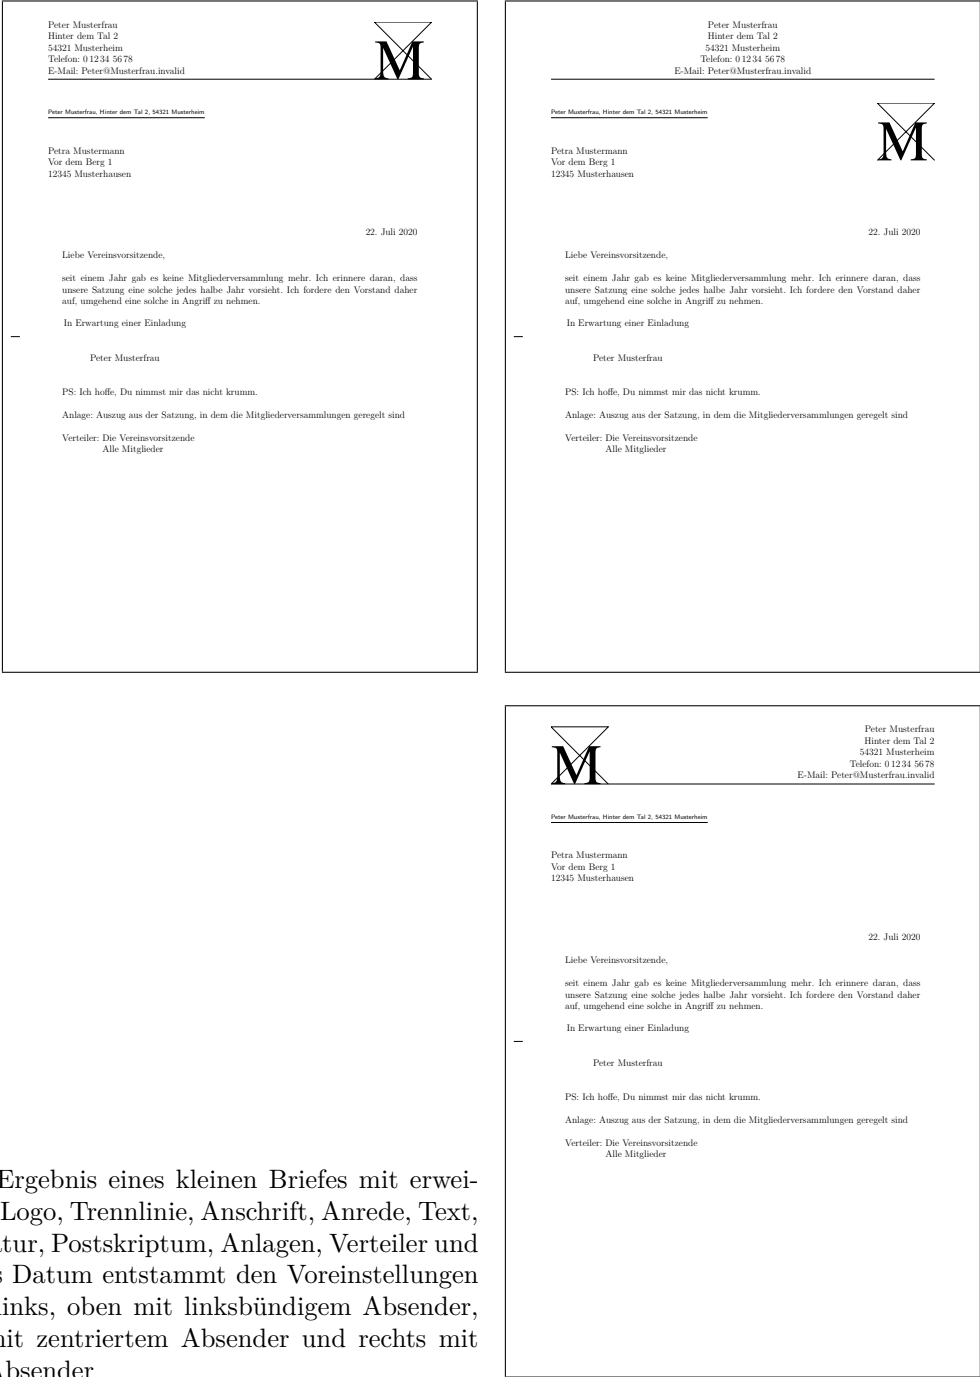 Peter Musterfrau
Hinter dem Tal 2
54321 Musterheim
Telefon: 0 12 34 56 78
E-Mail: Peter@Musterfrau.invalid
M
Peter Musterfrau, Hinter dem Tal 2, 54321 Musterheim
Petra Mustermann
Vor dem Berg 1
12345 Musterhausen
22. Juli 2020
Liebe Vereinsvorsitzende,
seit einem Jahr gab es keine Mitgliederversammlung mehr. Ich erinnere daran, dass
unsere Satzung eine solche jedes halbe Jahr vorsieht. Ich fordere den Vorstand daher
auf, umgehend eine solche in Angriff zu nehmen.
In Erwartung einer Einladung
Peter Musterfrau
PS: Ich hoffe, Du nimmst mir das nicht krumm.
Anlage: Auszug aus der Satzung, in dem die Mitgliederversammlungen geregelt sind
Verteiler: Die Vereinsvorsitzende
Alle Mitglieder
Peter Musterfrau
Hinter dem Tal 2
54321 Musterheim
Telefon: 0 12 34 56 78
E-Mail: Peter@Musterfrau.invalid
Peter Musterfrau, Hinter dem Tal 2, 54321 Musterheim
M
Petra Mustermann
Vor dem Berg 1
12345 Musterhausen
22. Juli 2020
Liebe Vereinsvorsitzende,
seit einem Jahr gab es keine Mitgliederversammlung mehr. Ich erinnere daran, dass
unsere Satzung eine solche jedes halbe Jahr vorsieht. Ich fordere den Vorstand daher
auf, umgehend eine solche in Angriff zu nehmen.
In Erwartung einer Einladung
Peter Musterfrau
PS: Ich hoffe, Du nimmst mir das nicht krumm.
Anlage: Auszug aus der Satzung, in dem die Mitgliederversammlungen geregelt sind
Verteiler: Die Vereinsvorsitzende
Alle Mitglieder
Ergebnis eines kleinen Briefes mit erwei-
Logo, Trennlinie, Anschrift, Anrede, Text,
tur, Postskriptum, Anlagen, Verteiler und
s Datum entstammt den Voreinstellungen
links, oben mit linksbündigem Absender,
mit zentriertem Absender und rechts mit
Absender
M
Peter Musterfrau
Hinter dem Tal 2
54321 Musterheim
Telefon: 0 12 34 56 78
E-Mail: Peter@Musterfrau.invalid
Peter Musterfrau, Hinter dem Tal 2, 54321 Musterheim
Petra Mustermann
Vor dem Berg 1
12345 Musterhausen
22. Juli 2020
Liebe Vereinsvorsitzende,
seit einem Jahr gab es keine Mitgliederversammlung mehr. Ich erinnere daran, dass
unsere Satzung eine solche jedes halbe Jahr vorsieht. Ich fordere den Vorstand daher
auf, umgehend eine solche in Angriff zu nehmen.
In Erwartung einer Einladung
Peter Musterfrau
PS: Ich hoffe, Du nimmst mir das nicht krumm.
Anlage: Auszug aus der Satzung, in dem die Mitgliederversammlungen geregelt sind
Verteiler: Die Vereinsvorsitzende
Alle Mitglieder